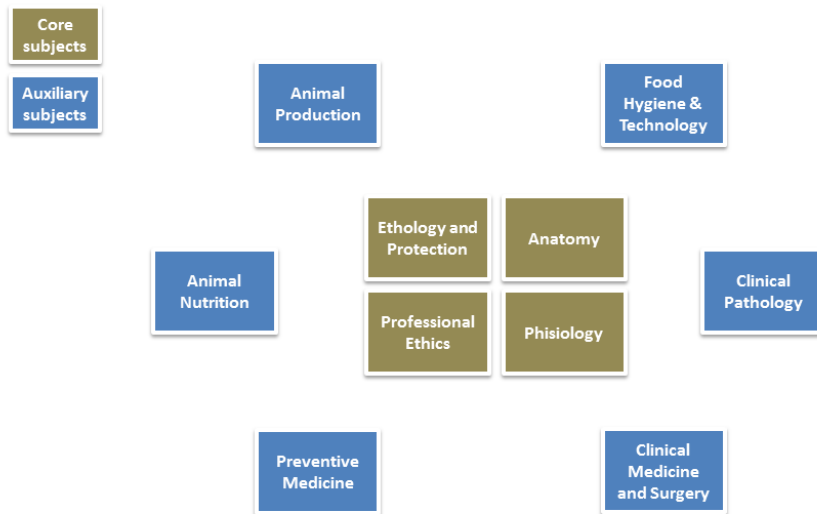 Core
subjects
Auxiliary
subjects
Animal
Production
Food
Hygiene &
Technology
Ethology and
Protection
Anatomy
Animal
Nutrition
Clinical
Pathology
Professional
Ethics
Phisiology
Preventive
Medicine
Clinical
Medicine
and Surgery